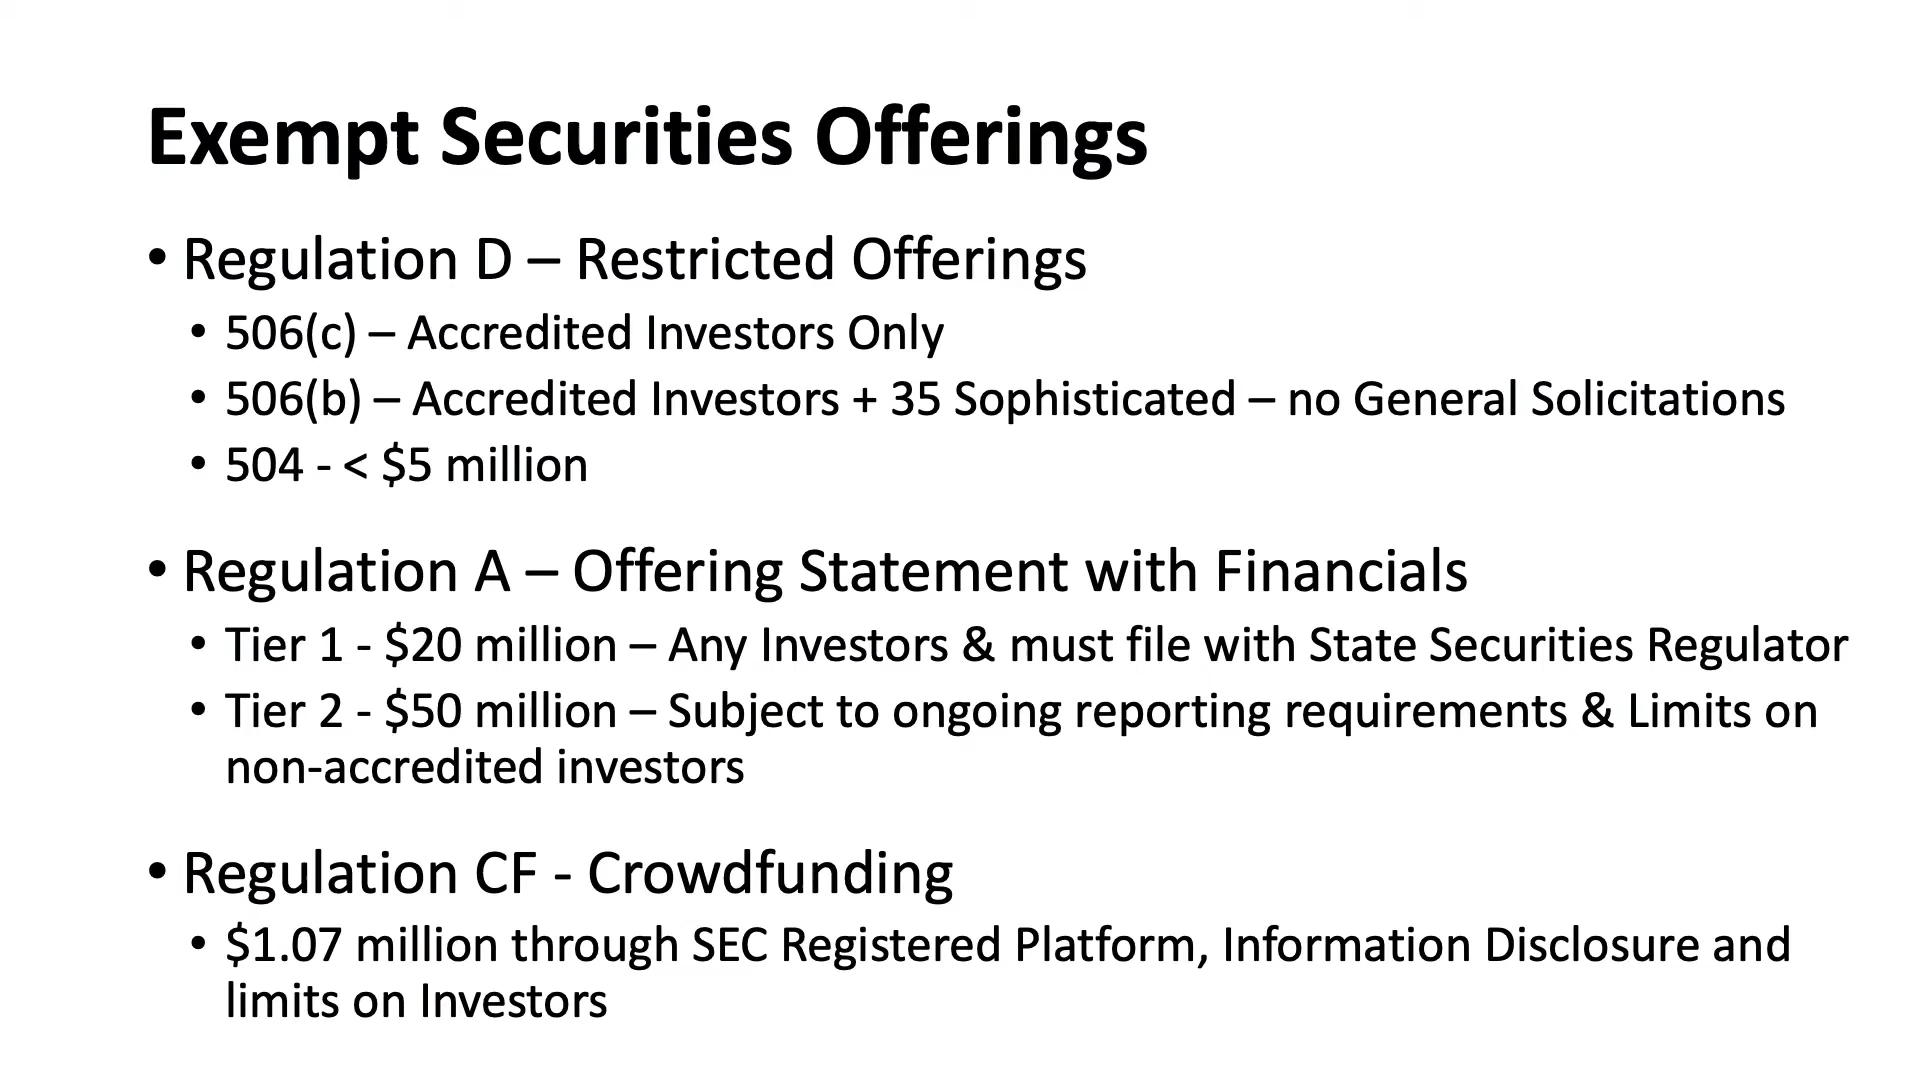 Exempt Securities Offerings
• Regulation D – Restricted Offerings
• 506(c) – Accredited Investors Only
• 506(b) – Accredited Investors + 35 Sophisticated – no General Solicitations
• 504 - < $5 million
• Regulation A – Offering Statement with Financials
• Tier 1 - $20 million – Any Investors & must file with State Securities Regulator
• Tier 2 - $50 million – Subject to ongoing reporting requirements & Limits on
non-accredited investors
• Regulation CF - Crowdfunding
• $1.07 million through SEC Registered Platform, Information Disclosure and
limits on Investors